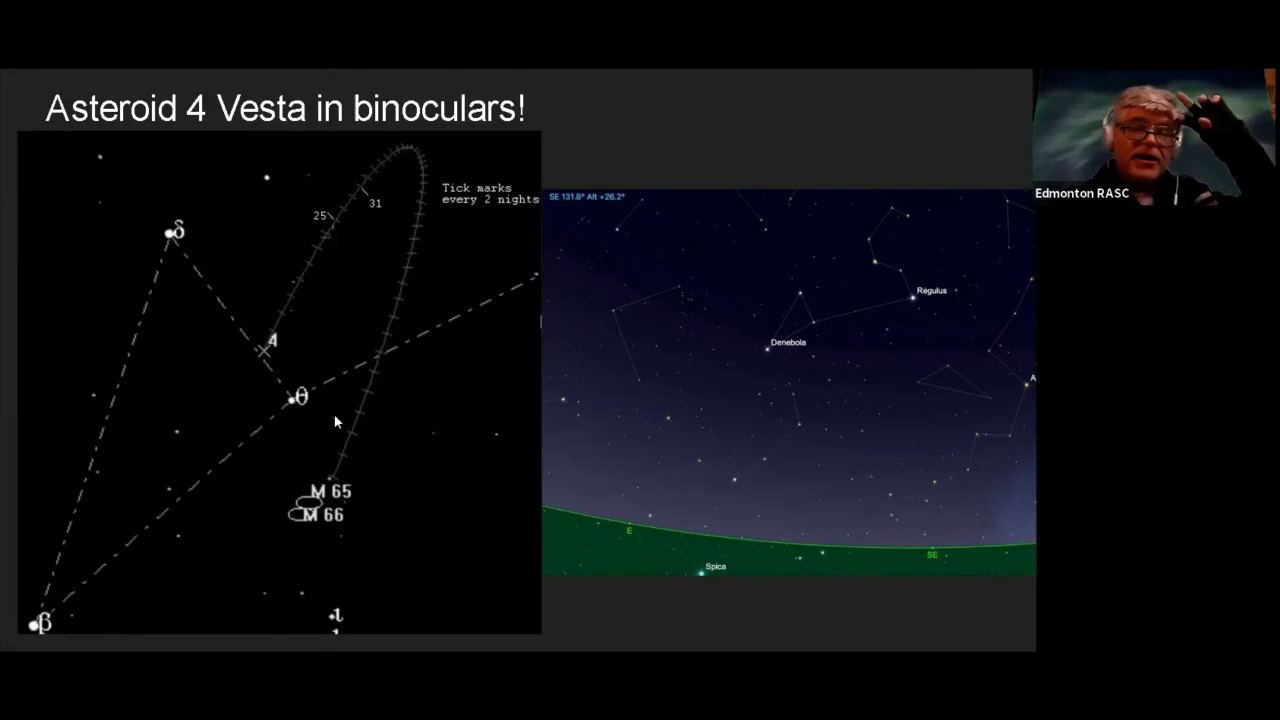 Asteroid 4 Vesta in binoculars!
Edmonton RASC
Tick marks
every 2 nights
SE 131.8° Alt +26.2°
31
25
δ
Regulus
4
Denebola
A
θ
M 65
M 66
E
SE
Spica
ι
β